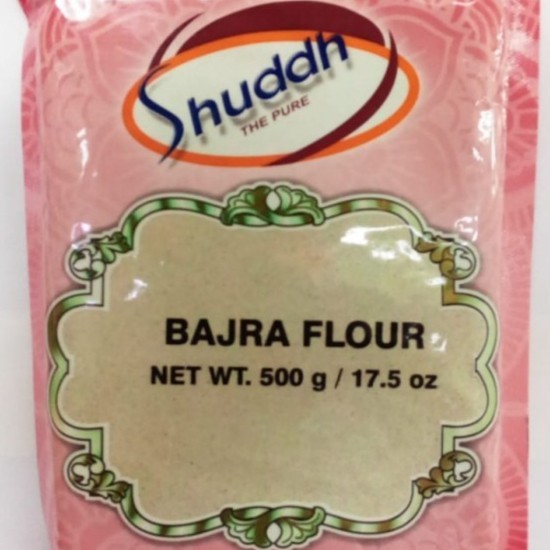 Shuddh
THE PURE
BAJRA FLOUR
NET WT. 500 g / 17.5 oz